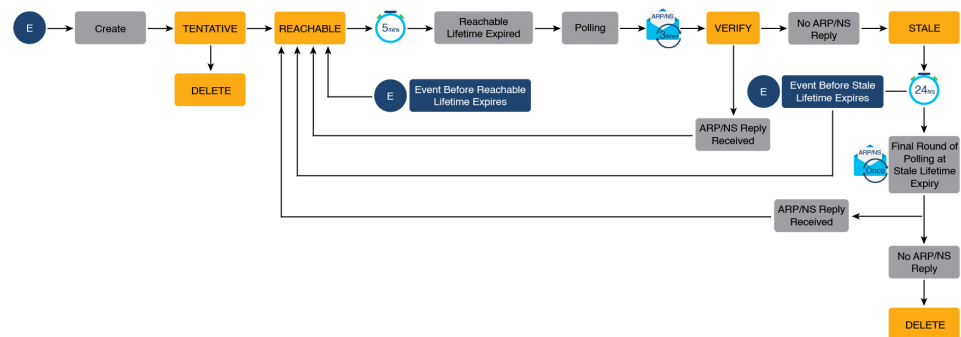 E
Create
TENTATIVE
REACHABLE
5mins
Reachable
Lifetime Expired
Polling
ARP/NS
3times
VERIFY
No ARP/NS
Reply
STALE
DELETE
E
Event Before Reachable
Lifetime Expires
E
Event Before Stale
Lifetime Expires
24hrs
ARP/NS Reply
Received
ARP/NS
Once
Final Round of
Polling at
Stale Lifetime
Expiry
ARP/NS Reply
Received
No ARP/NS
Reply
DELETE